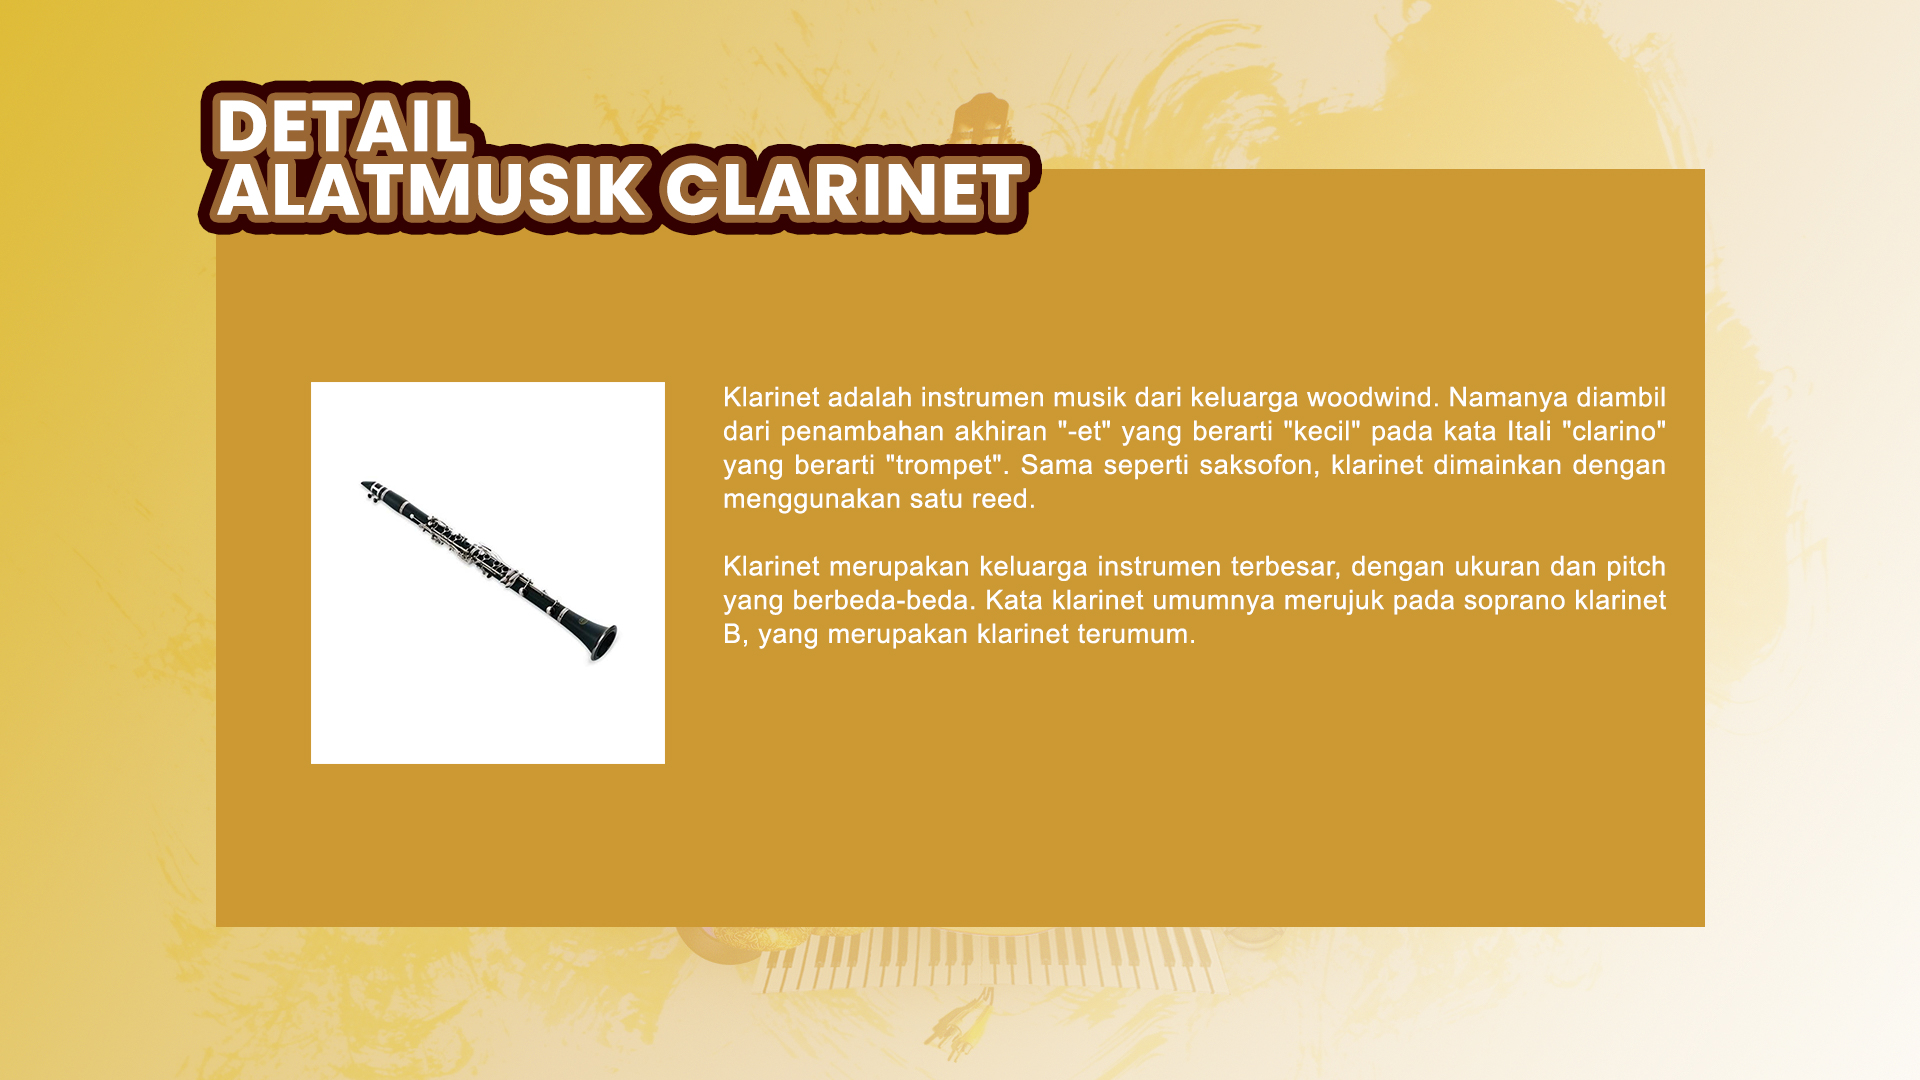 DETAIL
ALATMUSIK CLARINET
Klarinet adalah instrumen musik dari keluarga woodwind. Namanya diambil
dari penambahan akhiran "-et" yang berarti "kecil" pada kata Itali "clarino"
yang berarti "trompet". Sama seperti saksofon, klarinet dimainkan dengan
menggunakan satu reed.
Klarinet merupakan keluarga instrumen terbesar, dengan ukuran dan pitch
yang berbeda-beda. Kata klarinet umumnya merujuk pada soprano klarinet
B, yang merupakan klarinet terumum.